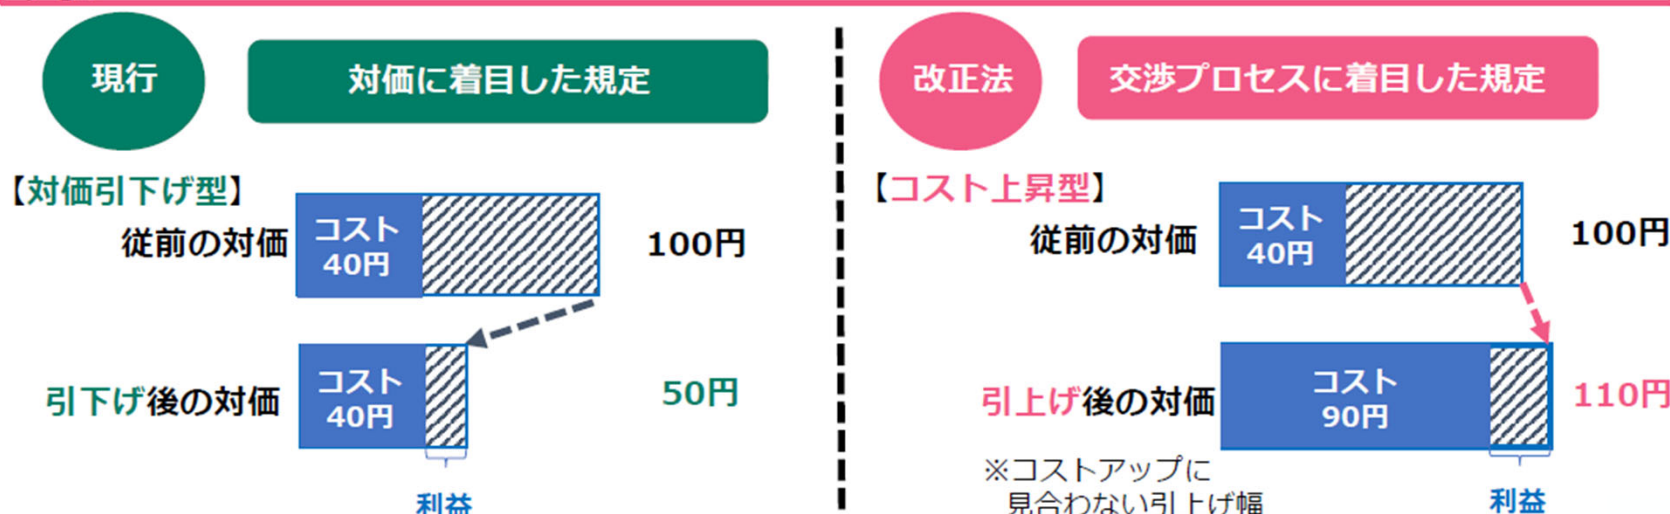 現行
対価に着目した規定
【対価引下げ型】
従前の対価
コスト
40円
100円
引下げ後の対価
コスト
40円
50円
利益
改正法
交渉プロセスに着目した規定
【コスト上昇型】
従前の対価
コスト
40円
100円
引上げ後の対価
コスト
90円
110円
※コストアップに
見合わない引上げ幅
利益